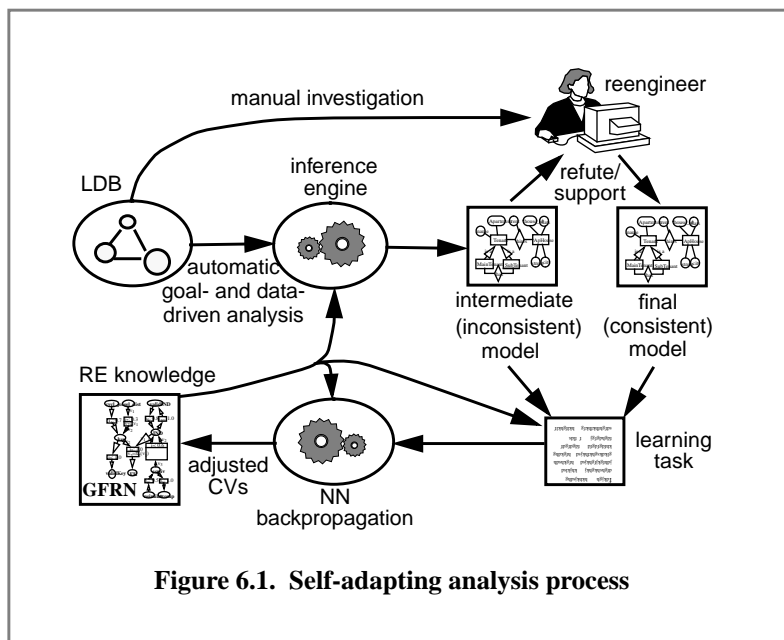 reengineer
manual investigation
LDB
inference
engine
refute/
support
automatic
goal- and data-
driven analysis
intermediate
(inconsistent)
model
final
(consistent)
model
RE knowledge
GFRN
adjusted
CVs
NN
backpropagation
learning
task
Figure 6.1. Self-adapting analysis process